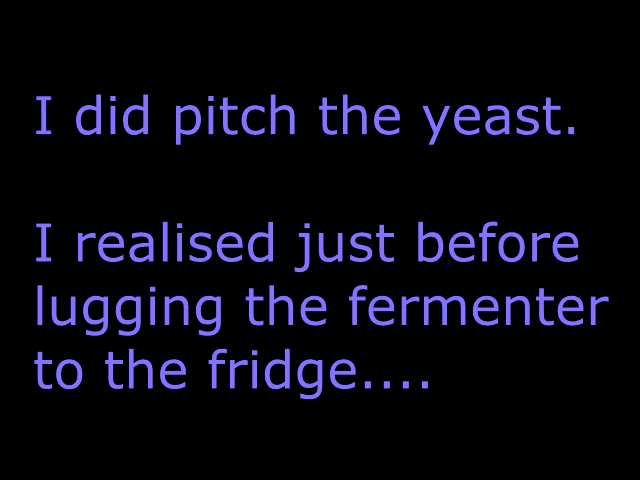 I did pitch the yeast.
I realised just before
lugging the fermenter
to the fridge....